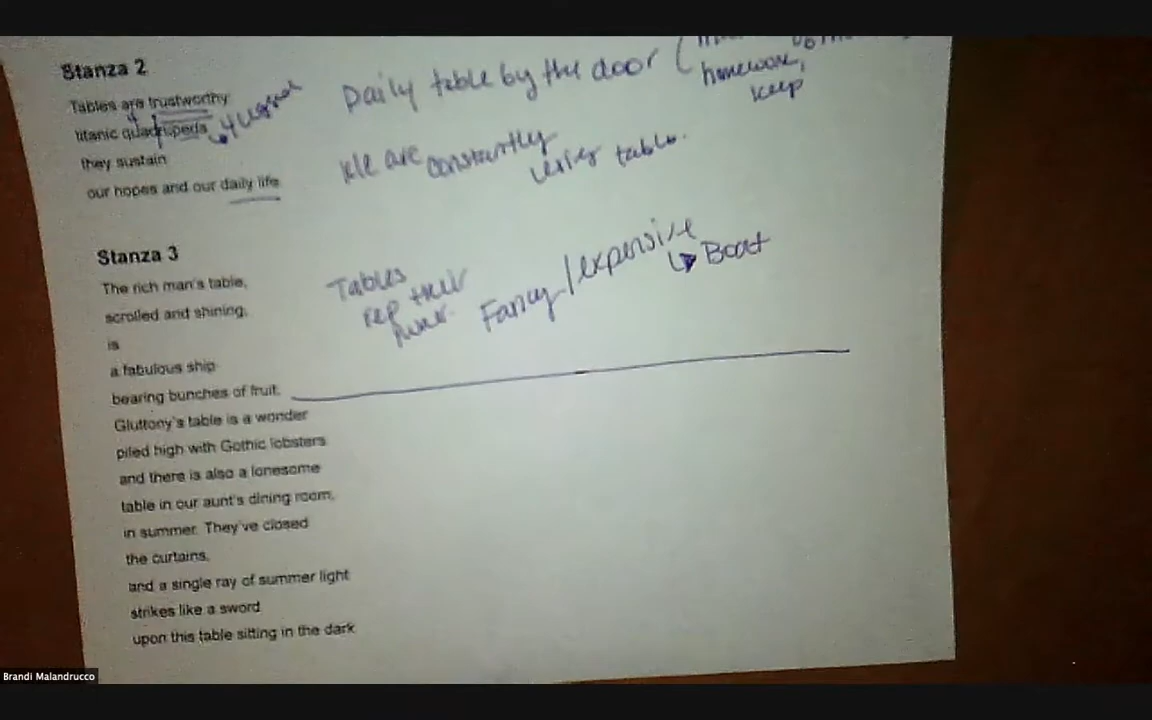 Stanza 2
Tables are trustworthy
titanic quadrupeds
they sustain
our hopes and our daily life
4 legged
Daily table by the door (
homework,
keep
We are constantly
using table.
Stanza 3
The rich man's table,
scrolled and shining,
is
a fabulous ship
bearing bunches of fruit.
Gluttony's table is a wonder
piled high with Gothic lobsters
and there is also a lonesome
table in our aunt's dining room,
in summer. They've closed
the curtains,
and a single ray of summer light
strikes like a sword
upon this table sitting in the dark
Tables
rep their
Fancy/expensive
Boat
Brandi Malandrucco